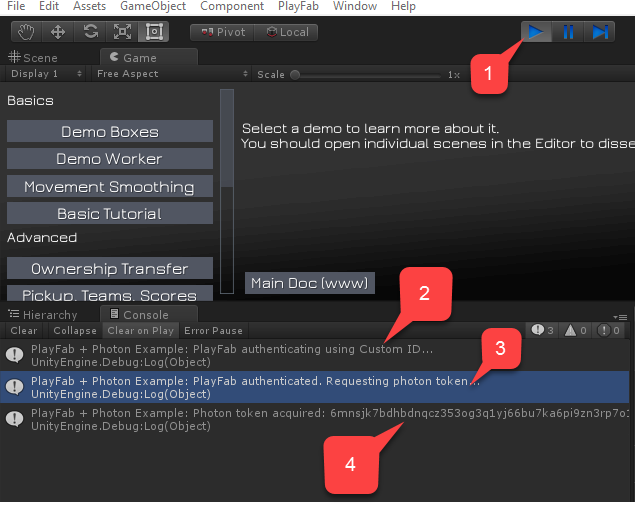 File Edit Assets GameObject Component PlayFab Window Help
Pivot Local
1
Scene Game
Display 1 Free Aspect Scale 1x
Basics
Demo Boxes
Demo Worker
Movement Smoothing
Basic Tutorial
Advanced
Ownership Transfer
Pickup, Teams, Scores
Select a demo to learn more about it.
You should open individual scenes in the Editor to disse
Main Doc (www)
2
Hierarchy Console
Clear Collapse Clear on Play Error Pause 3 0 0
PlayFab + Photon Example: PlayFab authenticating using Custom ID...
UnityEngine.Debug:Log(Object)
3
PlayFab + Photon Example: PlayFab authenticated. Requesting photon token...
UnityEngine.Debug:Log(Object)
PlayFab + Photon Example: Photon token acquired: 6mnsjk7bdhbdnqcz353og3q1yj66bu7ka6pi9zn3rp7o1
UnityEngine.Debug:Log(Object)
4